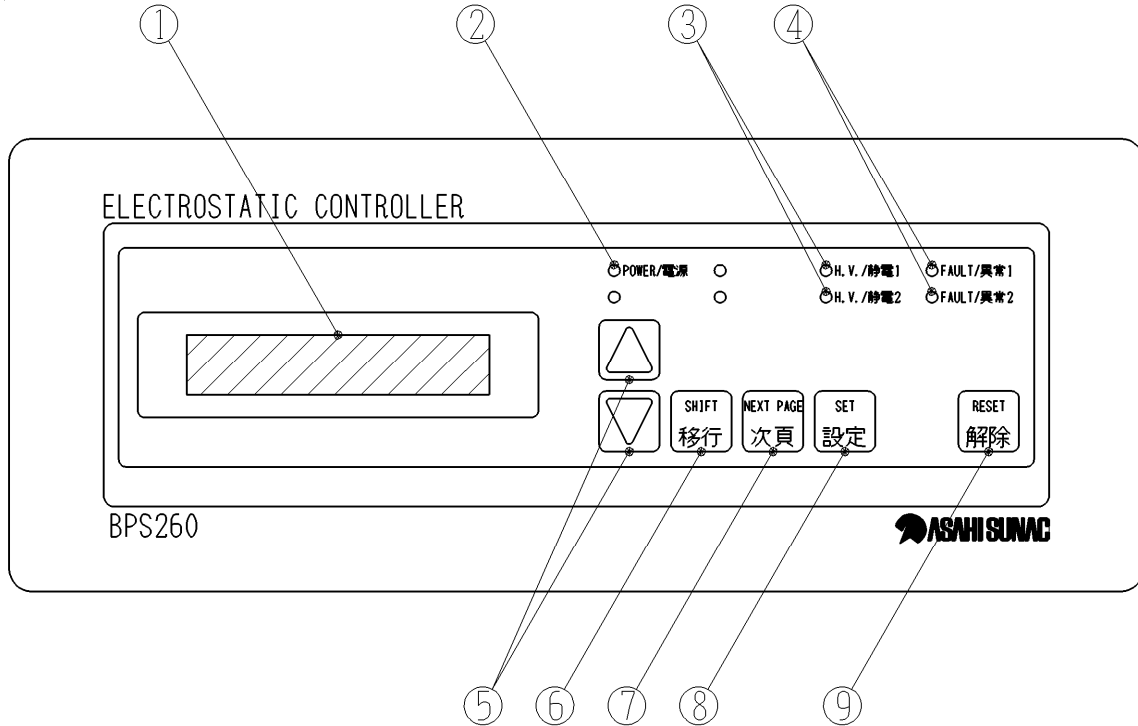 ① ② ③ ④
ELECTROSTATIC CONTROLLER
POWER/電源 H.V./静電1 FAULT/異常1
H.V./静電2 FAULT/異常2
SHIFT NEXT PAGE SET RESET
移行 次頁 設定 解除
BPS260 ASAHI SUNAC
⑤ ⑥ ⑦ ⑧ ⑨